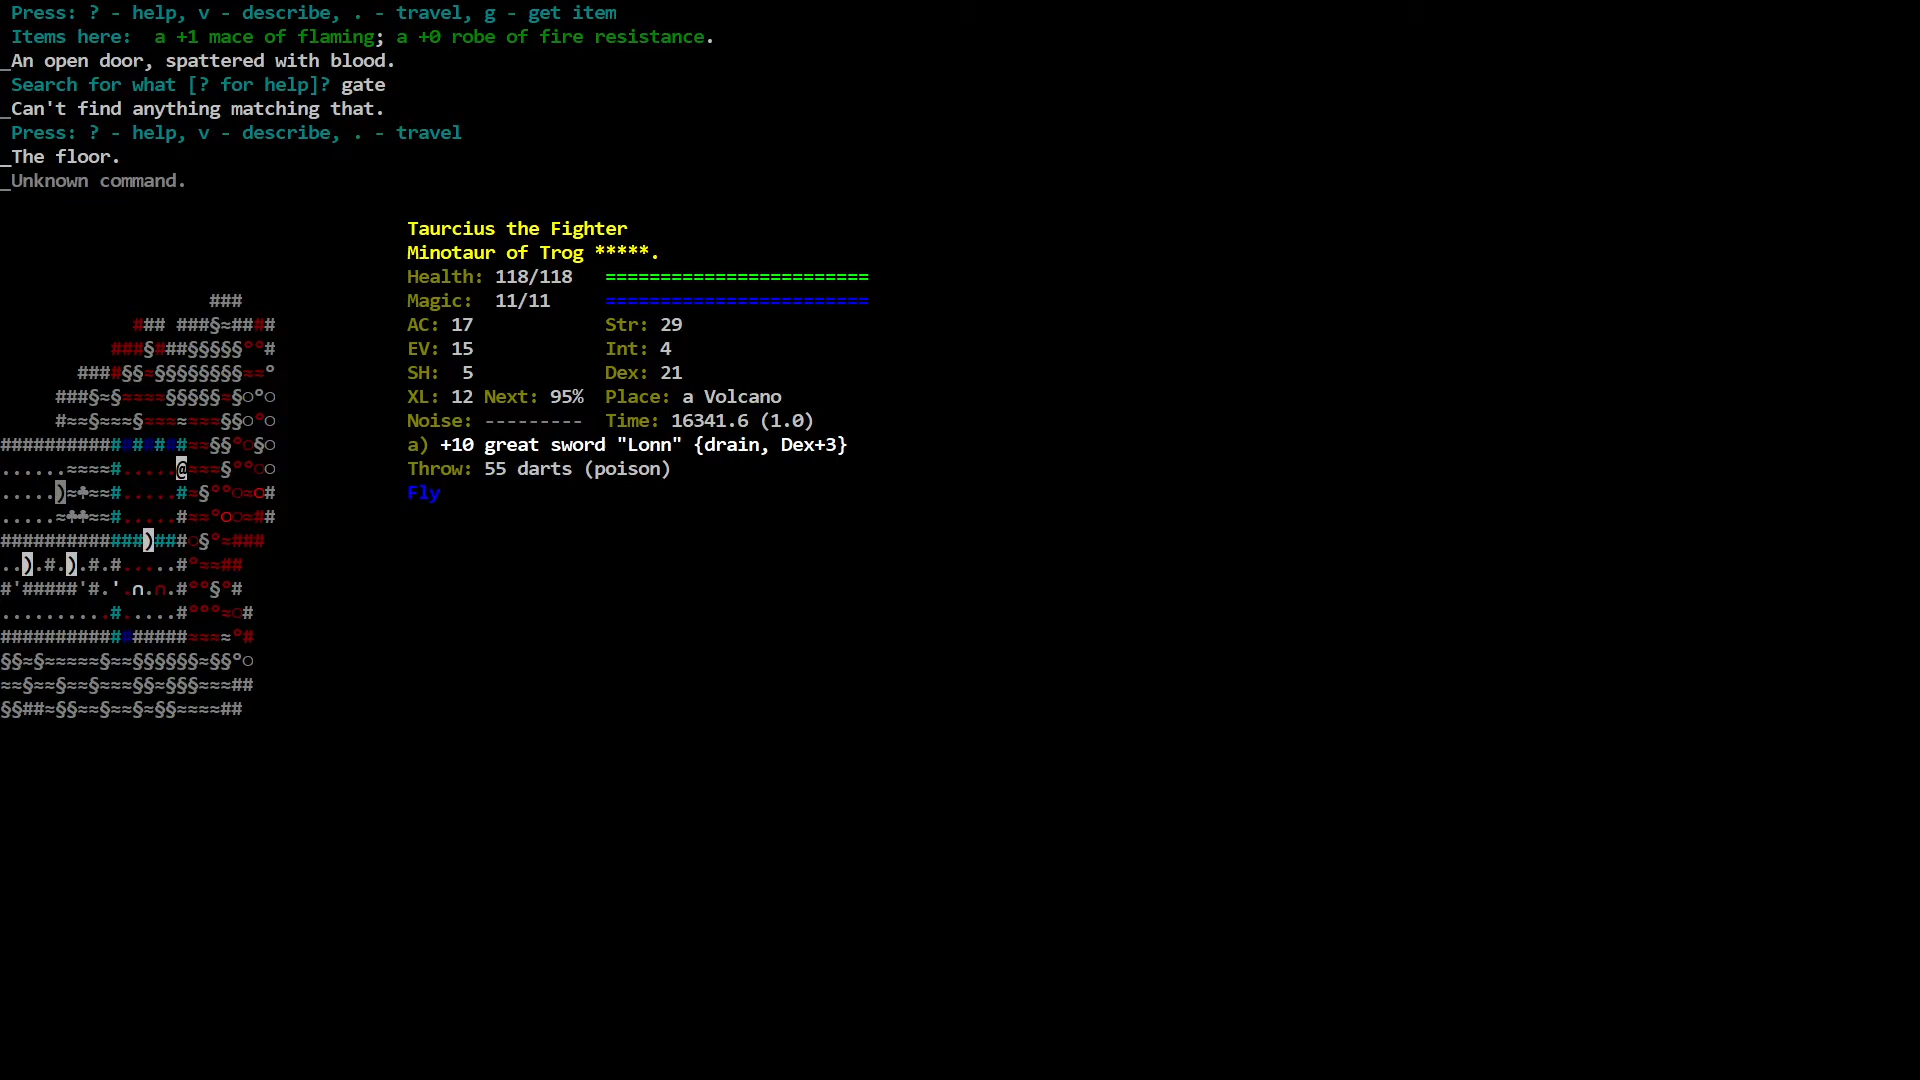 Press: ? - help, v - describe, . - travel, g - get item
Items here:  a +1 mace of flaming; a +0 robe of fire resistance.
_An open door, spattered with blood.
Search for what [? for help]? gate
_Can't find anything matching that.
Press: ? - help, v - describe, . - travel
_The floor.
_Unknown command.
Taurcius the Fighter
Minotaur of Trog *****.
Health: 118/118   ========================
Magic:  11/11     ========================
AC: 17            Str: 29
EV: 15            Int: 4
SH:  5            Dex: 21
XL: 12 Next: 95%  Place: a Volcano
Noise: ---------  Time: 16341.6 (1.0)
a) +10 great sword "Lonn" {drain, Dex+3}
Throw: 55 darts (poison)
Fly